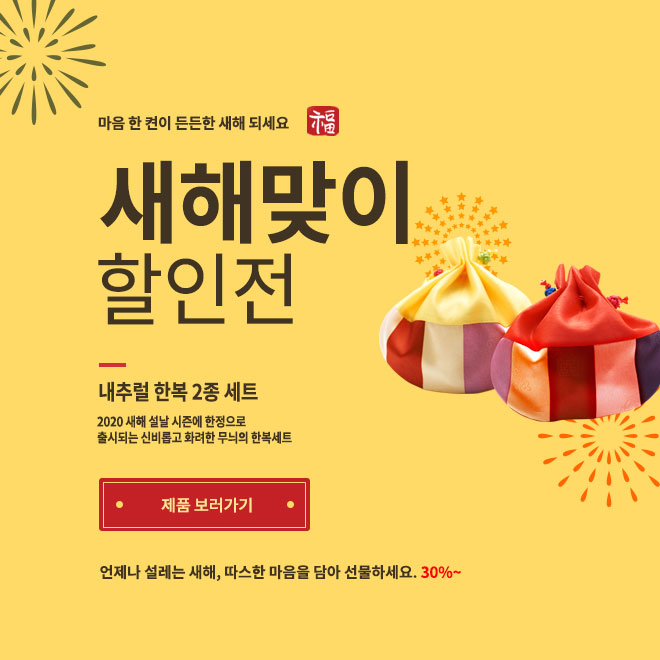 마음 한 켠이 든든한 새해 되세요
福
새해맞이
할인전
내추럴 한복 2종 세트
2020 새해 설날 시즌에 한정으로
출시되는 신비롭고 화려한 무늬의 한복세트
제품 보러가기
언제나 설레는 새해, 따스한 마음을 담아 선물하세요. 30%~